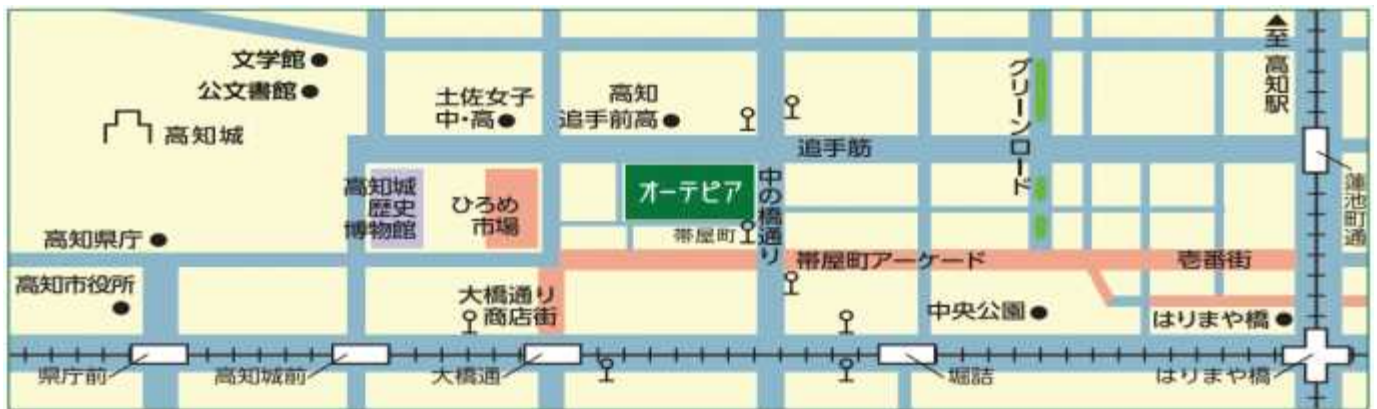 文学館
公文書館
高知城
土佐女子
中・高
高知
追手前高
グリーンロード
▲至 高知駅
追手筋
高知城
歴史
博物館
ひろめ
市場
オーテピア
中の橋通り
蓮池町通
高知県庁
帯屋町
帯屋町アーケード
壱番街
高知市役所
大橋通り
商店街
中央公園
はりまや橋
県庁前
高知城前
大橋通
堀詰
はりまや橋